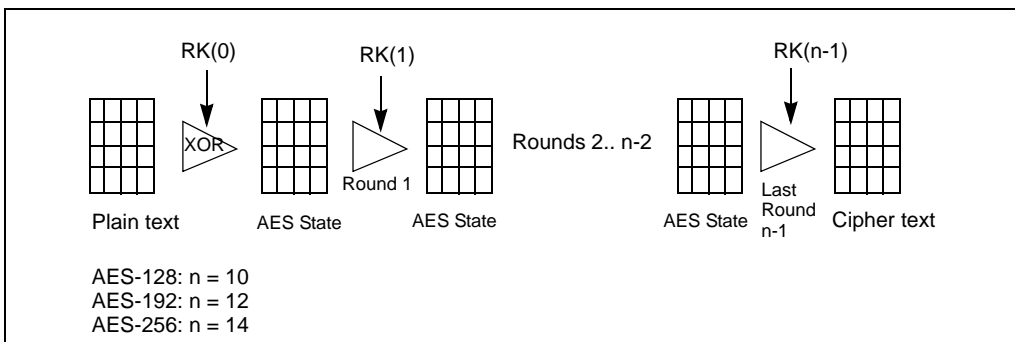 RK(0)
RK(1)
RK(n-1)
XOR
Rounds 2.. n-2
Round 1
Last
Round
n-1
Plain text
AES State
AES State
AES State
Cipher text
AES-128: n = 10
AES-192: n = 12
AES-256: n = 14